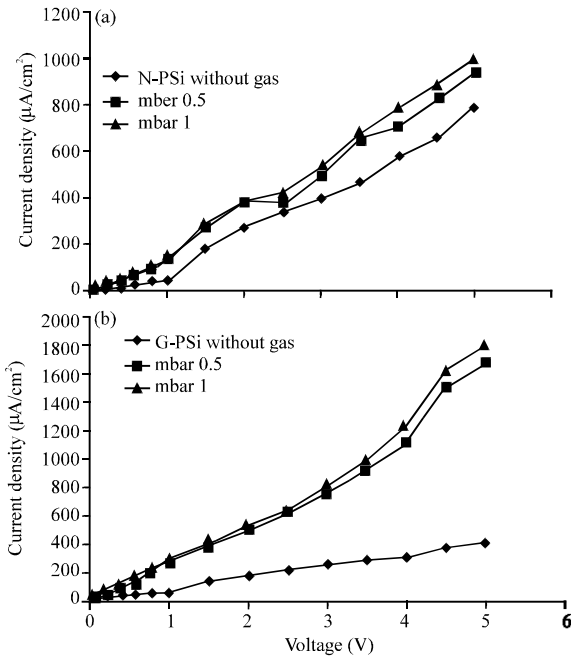 (a)
1200
1000
800
600
400
200
0
Current density (µA/cm²)
N-PSi without gas
mber 0.5
mbar 1
(b)
2000
1800
1600
1400
1200
1000
800
600
400
200
0
Current density (µA/cm²)
G-PSi without gas
mbar 0.5
mbar 1
0 1 2 3 4 5 6
Voltage (V)